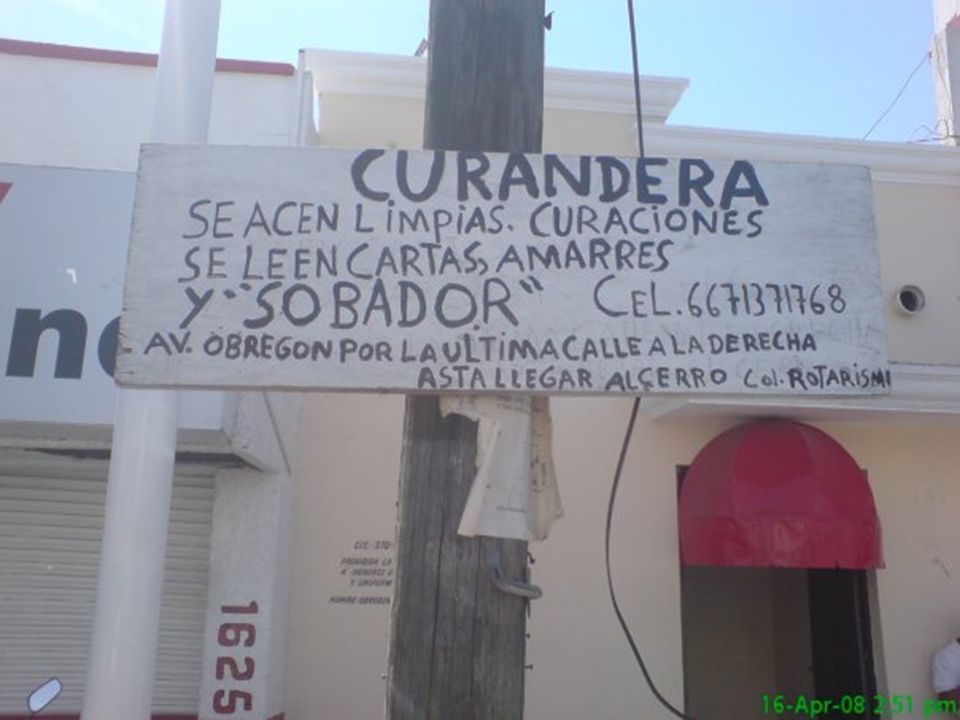 CURANDERA
SE ACEN LIMPIAS. CURACIONES
SE LEEN CARTAS, AMARRES
Y "SOBADOR" CEL. 6671371768
AV. OBREGON POR LA ULTIMA CALLE A LA DERECHA
ASTA LLEGAR AL CERRO COL. ROTARISMI
1625
16-Apr-08 2:51 pm